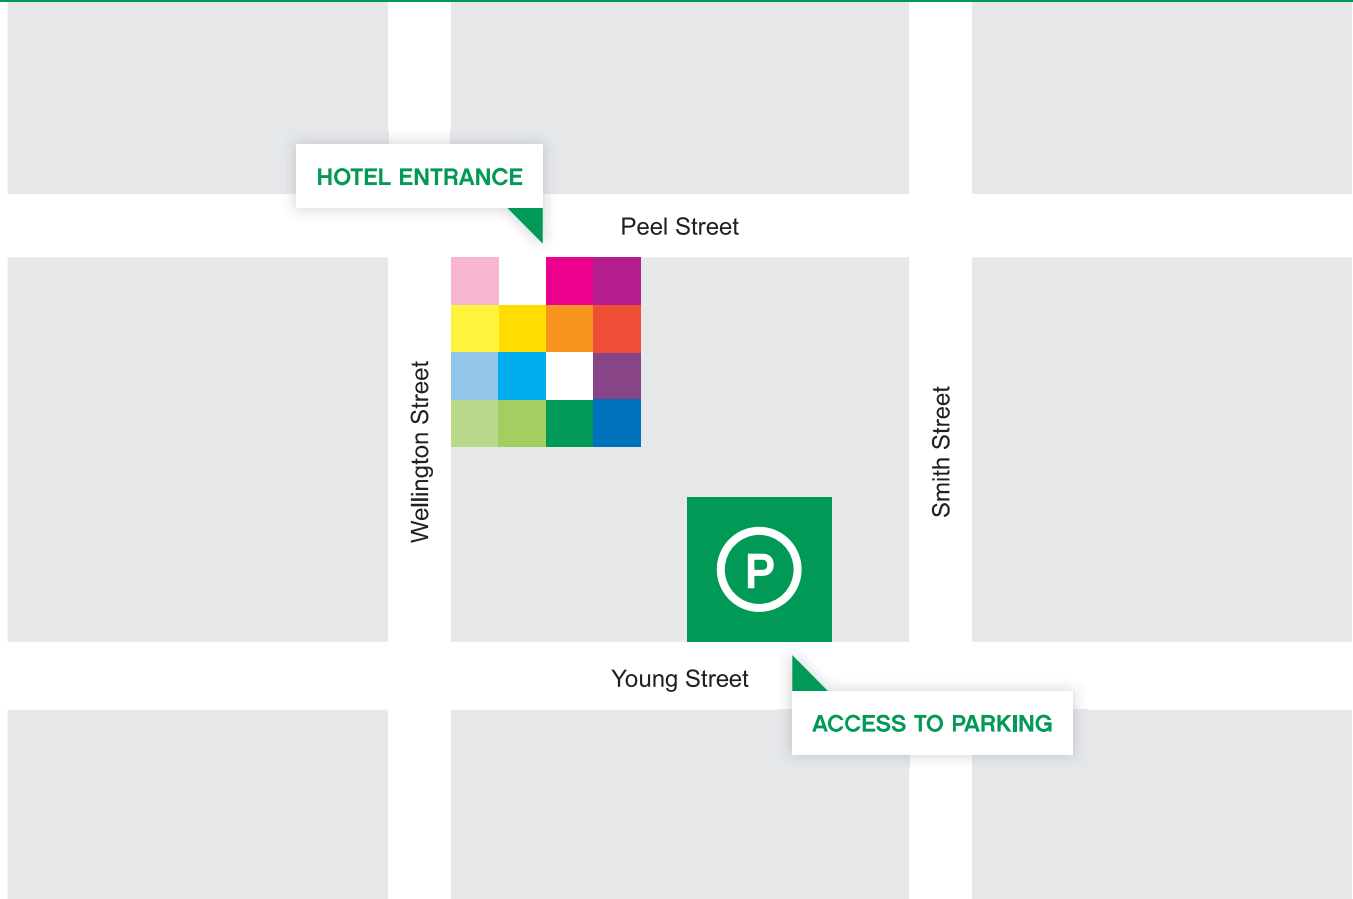 HOTEL ENTRANCE
Peel Street
Wellington Street
Smith Street
P
Young Street
ACCESS TO PARKING